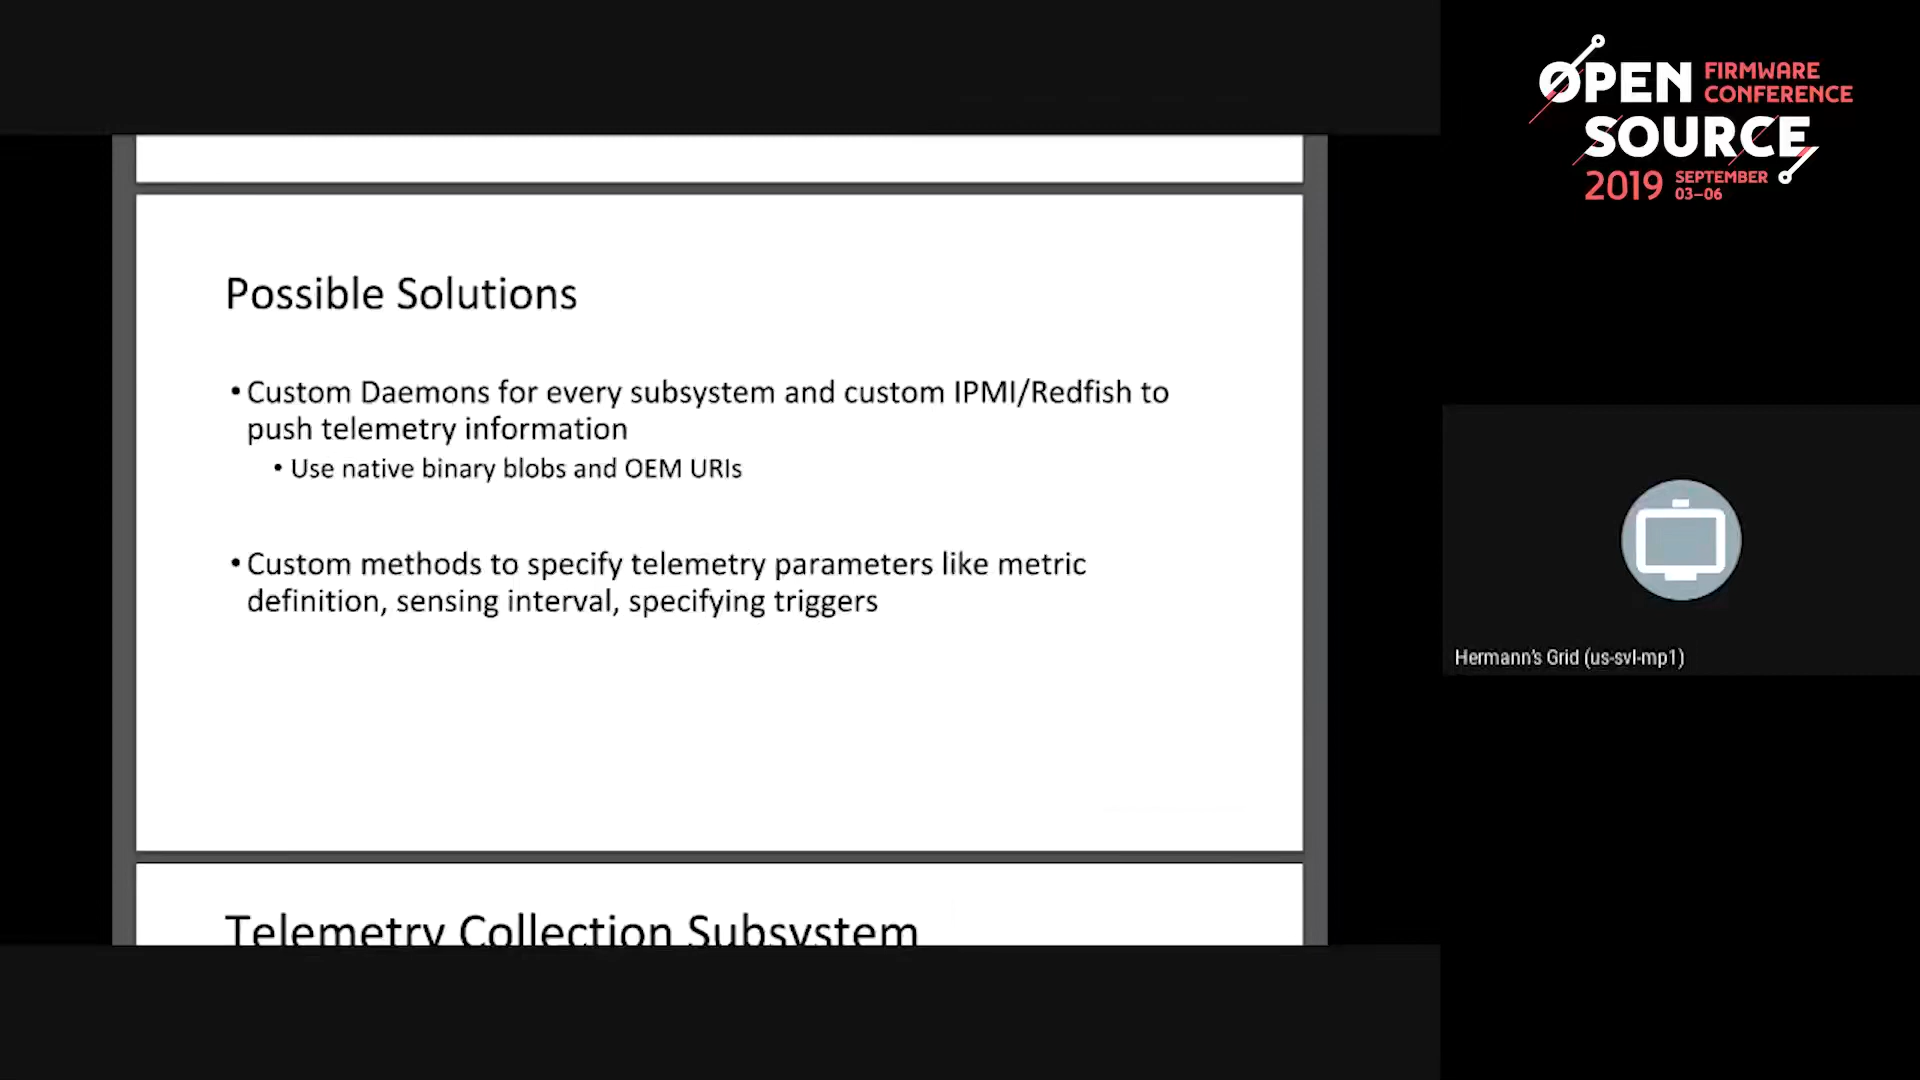 Possible Solutions
• Custom Daemons for every subsystem and custom IPMI/Redfish to
push telemetry information
• Use native binary blobs and OEM URIs
• Custom methods to specify telemetry parameters like metric
definition, sensing interval, specifying triggers
Telemetry Collection Subsystem
OPEN FIRMWARE
CONFERENCE
SOURCE
2019 SEPTEMBER
03–06
Hermann's Grid (us-svl-mp1)